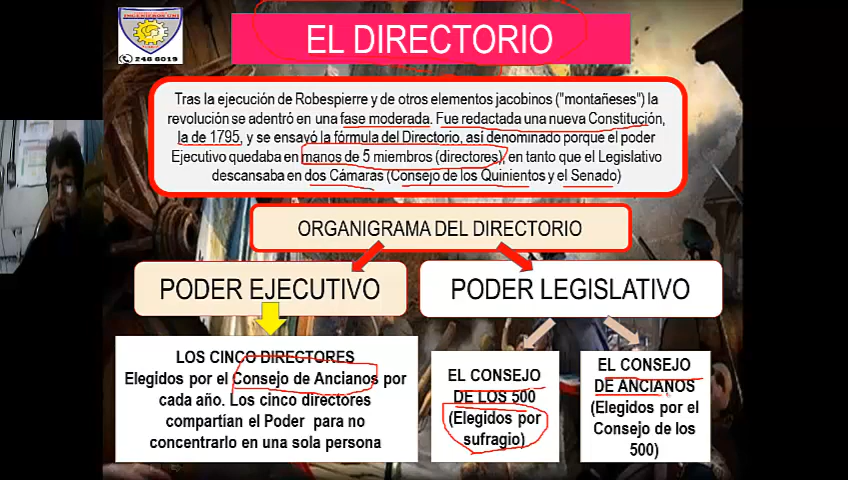 INGENIEROS UNI
246 6019
EL DIRECTORIO
Tras la ejecución de Robespierre y de otros elementos jacobinos ("montañeses") la
revolución se adentró en una fase moderada. Fue redactada una nueva Constitución,
la de 1795, y se ensayó la fórmula del Directorio, así denominado porque el poder
Ejecutivo quedaba en manos de 5 miembros (directores), en tanto que el Legislativo
descansaba en dos Cámaras (Consejo de los Quinientos y el Senado)
ORGANIGRAMA DEL DIRECTORIO
PODER EJECUTIVO
PODER LEGISLATIVO
LOS CINCO DIRECTORES
Elegidos por el Consejo de Ancianos por
cada año. Los cinco directores
compartían el Poder para no
concentrarlo en una sola persona
EL CONSEJO
DE LOS 500
(Elegidos por
sufragio)
EL CONSEJO
DE ANCIANOS
(Elegidos por el
Consejo de los
500)